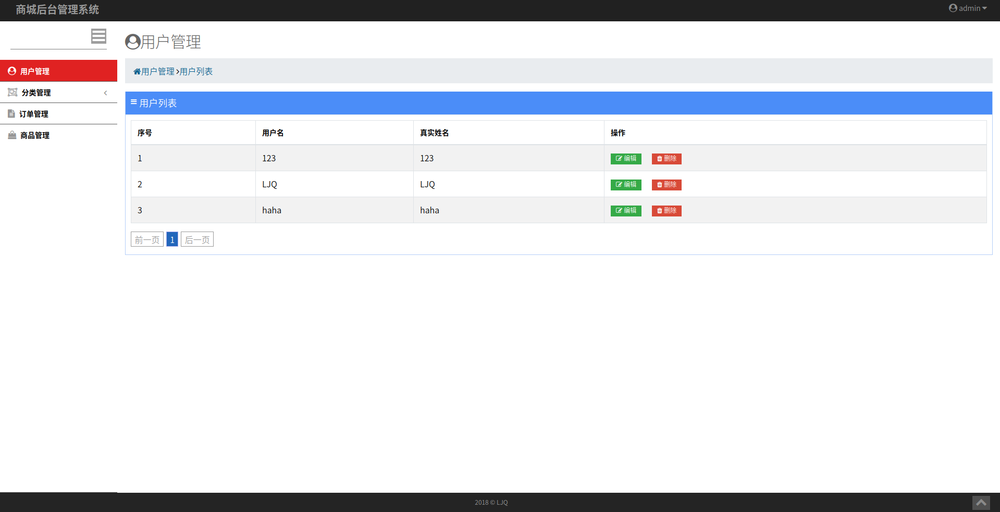 商城后台管理系统
admin
用户管理
用户管理
分类管理
订单管理
商品管理
用户管理 用户列表
用户列表
序号 用户名 真实姓名 操作
1 123 123 编辑 删除
2 LJQ LJQ 编辑 删除
3 haha haha 编辑 删除
前一页 1 后一页
2018 © LJQ